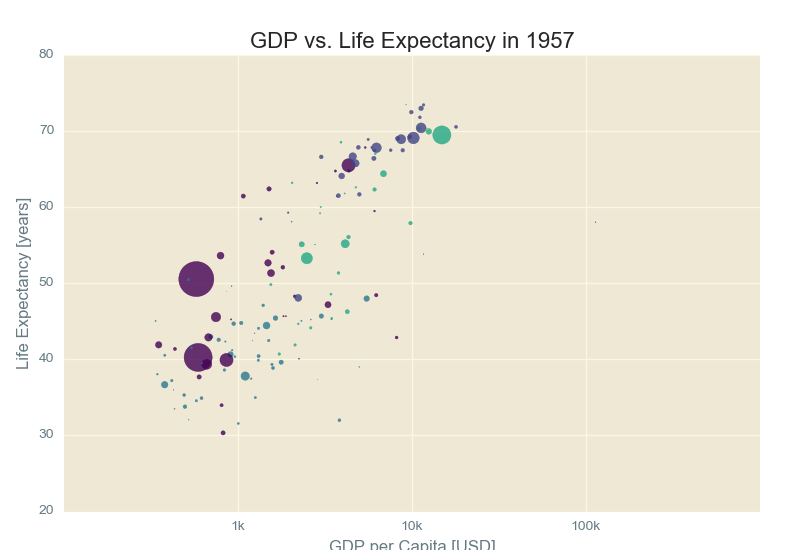 GDP vs. Life Expectancy in 1957
80
70
60
50
40
30
20
Life Expectancy [years]
1k
10k
100k
GDP per Capita [USD]